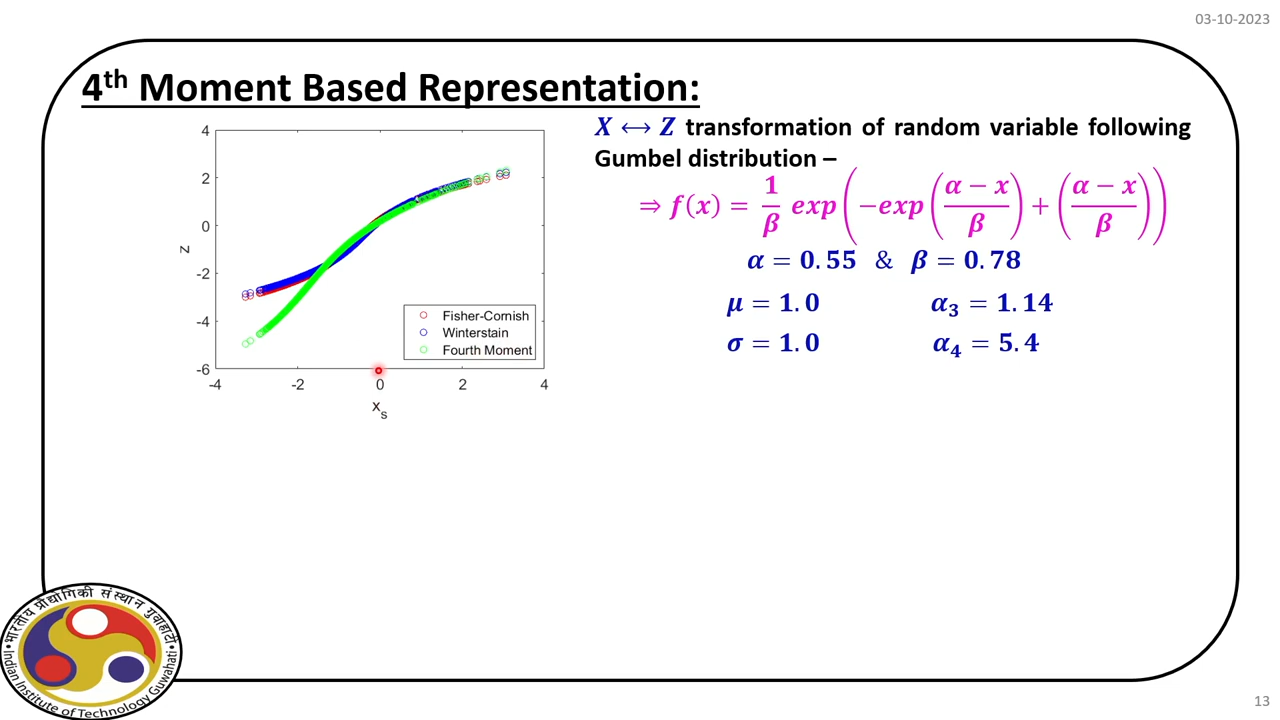 03-10-2023
4th Moment Based Representation:
X ⟷ Z transformation of random variable following
Gumbel distribution –
⇒ f(x) = 1/β exp(−exp((α − x)/β) + ((α − x)/β))
α = 0.55 & β = 0.78
μ = 1.0 α3 = 1.14
σ = 1.0 α4 = 5.4
4
2
0
-2
-4
-6
z
-4 -2 0 2 4
xs
Fisher-Cornish
Winterstain
Fourth Moment
भारतीय प्रौद्योगिकी संस्थान गुवाहाटी
Indian Institute of Technology Guwahati
13